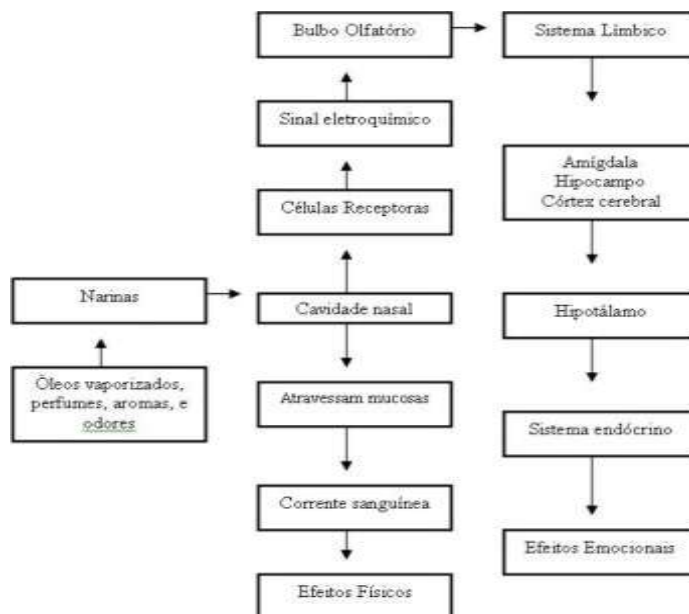 Bulbo Olfatório
Sistema Límbico
Sinal eletroquímico
Amígdala
Hipocampo
Córtex cerebral
Células Receptoras
Narinas
Cavidade nasal
Hipotálamo
Óleos vaporizados,
perfumes, aromas, e
odores
Atravessam mucosas
Sistema endócrino
Corrente sanguínea
Efeitos Emocionais
Efeitos Físicos